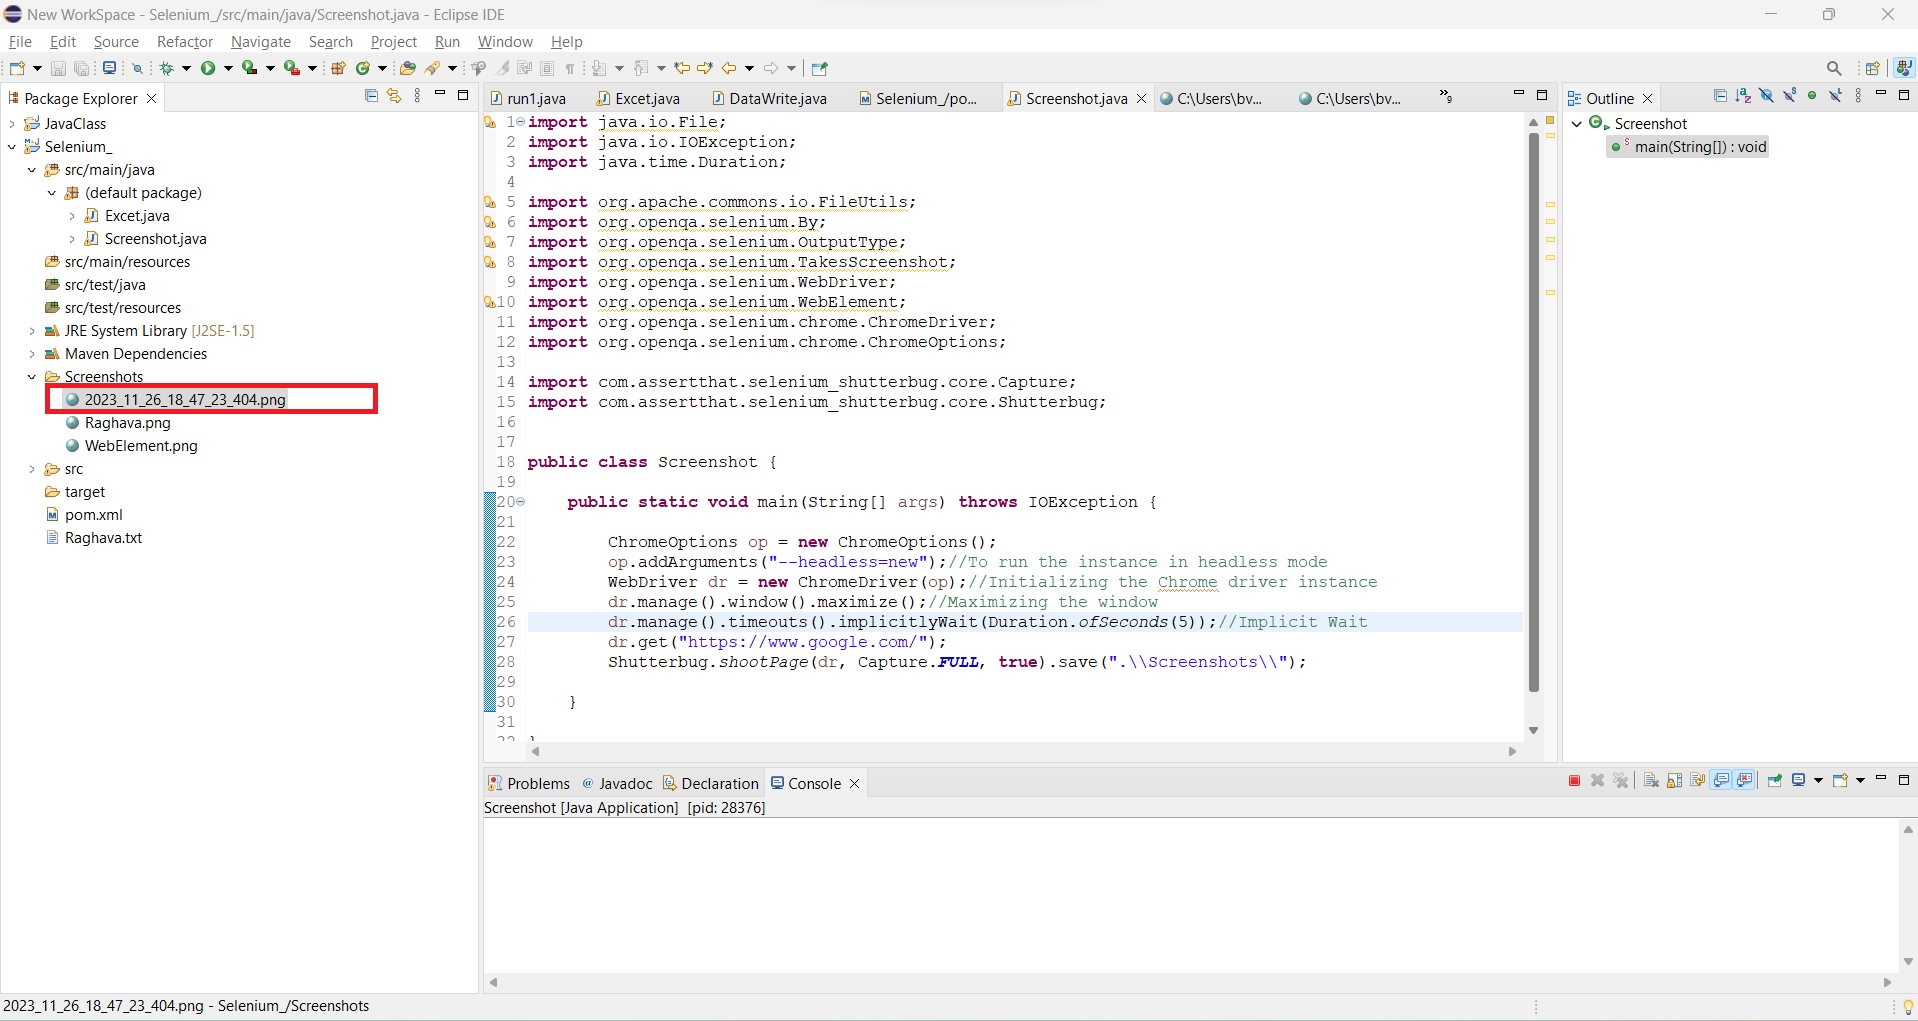 New WorkSpace - Selenium_/src/main/java/Screenshot.java - Eclipse IDE
File Edit Source Refactor Navigate Search Project Run Window Help
Package Explorer
JavaClass
Selenium_
src/main/java
(default package)
Excet.java
Screenshot.java
src/main/resources
src/test/java
src/test/resources
JRE System Library [J2SE-1.5]
Maven Dependencies
Screenshots
2023_11_26_18_47_23_404.png
Raghava.png
WebElement.png
src
target
pom.xml
Raghava.txt
run1.java Excet.java DataWrite.java Selenium_/po... Screenshot.java C:\Users\bv... C:\Users\bv... »9
1 import java.io.File;
2 import java.io.IOException;
3 import java.time.Duration;
4
5 import org.apache.commons.io.FileUtils;
6 import org.openqa.selenium.By;
7 import org.openqa.selenium.OutputType;
8 import org.openqa.selenium.TakesScreenshot;
9 import org.openqa.selenium.WebDriver;
10 import org.openqa.selenium.WebElement;
11 import org.openqa.selenium.chrome.ChromeDriver;
12 import org.openqa.selenium.chrome.ChromeOptions;
13
14 import com.assertthat.selenium_shutterbug.core.Capture;
15 import com.assertthat.selenium_shutterbug.core.Shutterbug;
16
17
18 public class Screenshot {
19
20 public static void main(String[] args) throws IOException {
21
22 ChromeOptions op = new ChromeOptions();
23 op.addArguments("--headless=new");//To run the instance in headless mode
24 WebDriver dr = new ChromeDriver(op);//Initializing the Chrome driver instance
25 dr.manage().window().maximize();//Maximizing the window
26 dr.manage().timeouts().implicitlyWait(Duration.ofSeconds(5));//Implicit Wait
27 dr.get("https://www.google.com/");
28 Shutterbug.shootPage(dr, Capture.FULL, true).save(".\\Screenshots\\");
29
30 }
31
32 }
Outline
Screenshot
main(String[]) : void
Problems Javadoc Declaration Console
Screenshot [Java Application] [pid: 28376]
2023_11_26_18_47_23_404.png - Selenium_/Screenshots